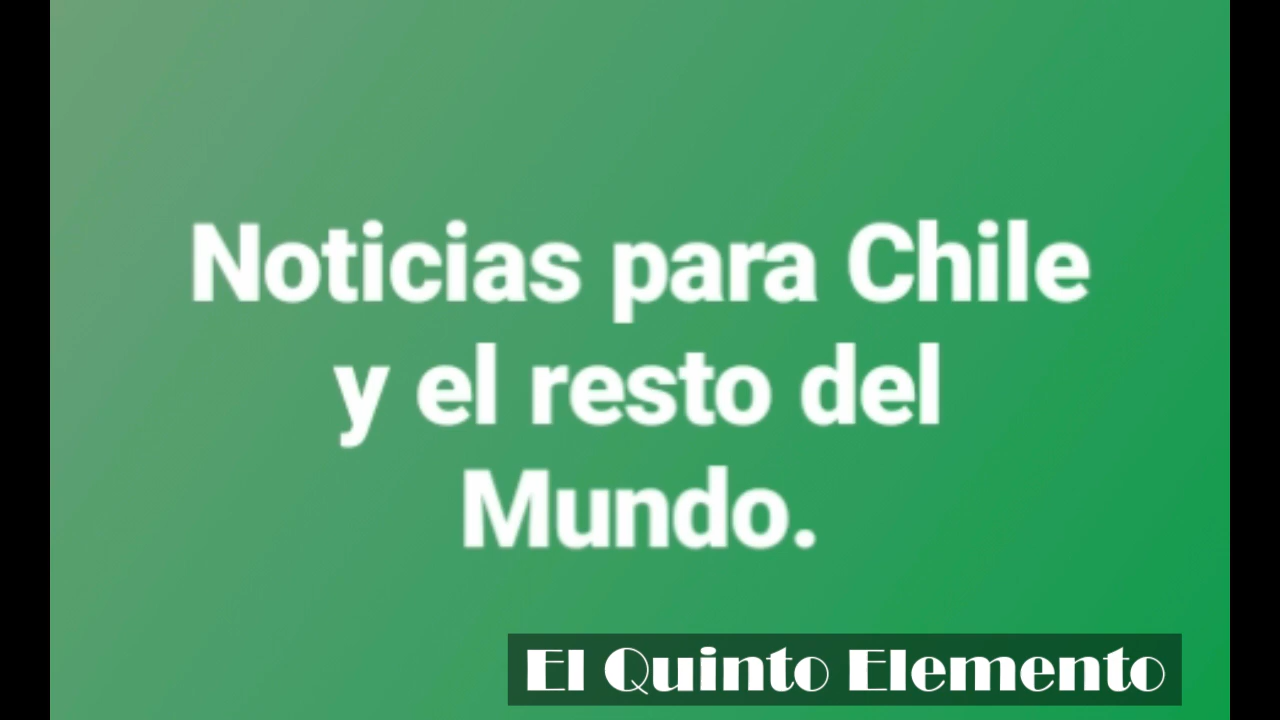 Noticias para Chile
y el resto del
Mundo.
El Quinto Elemento